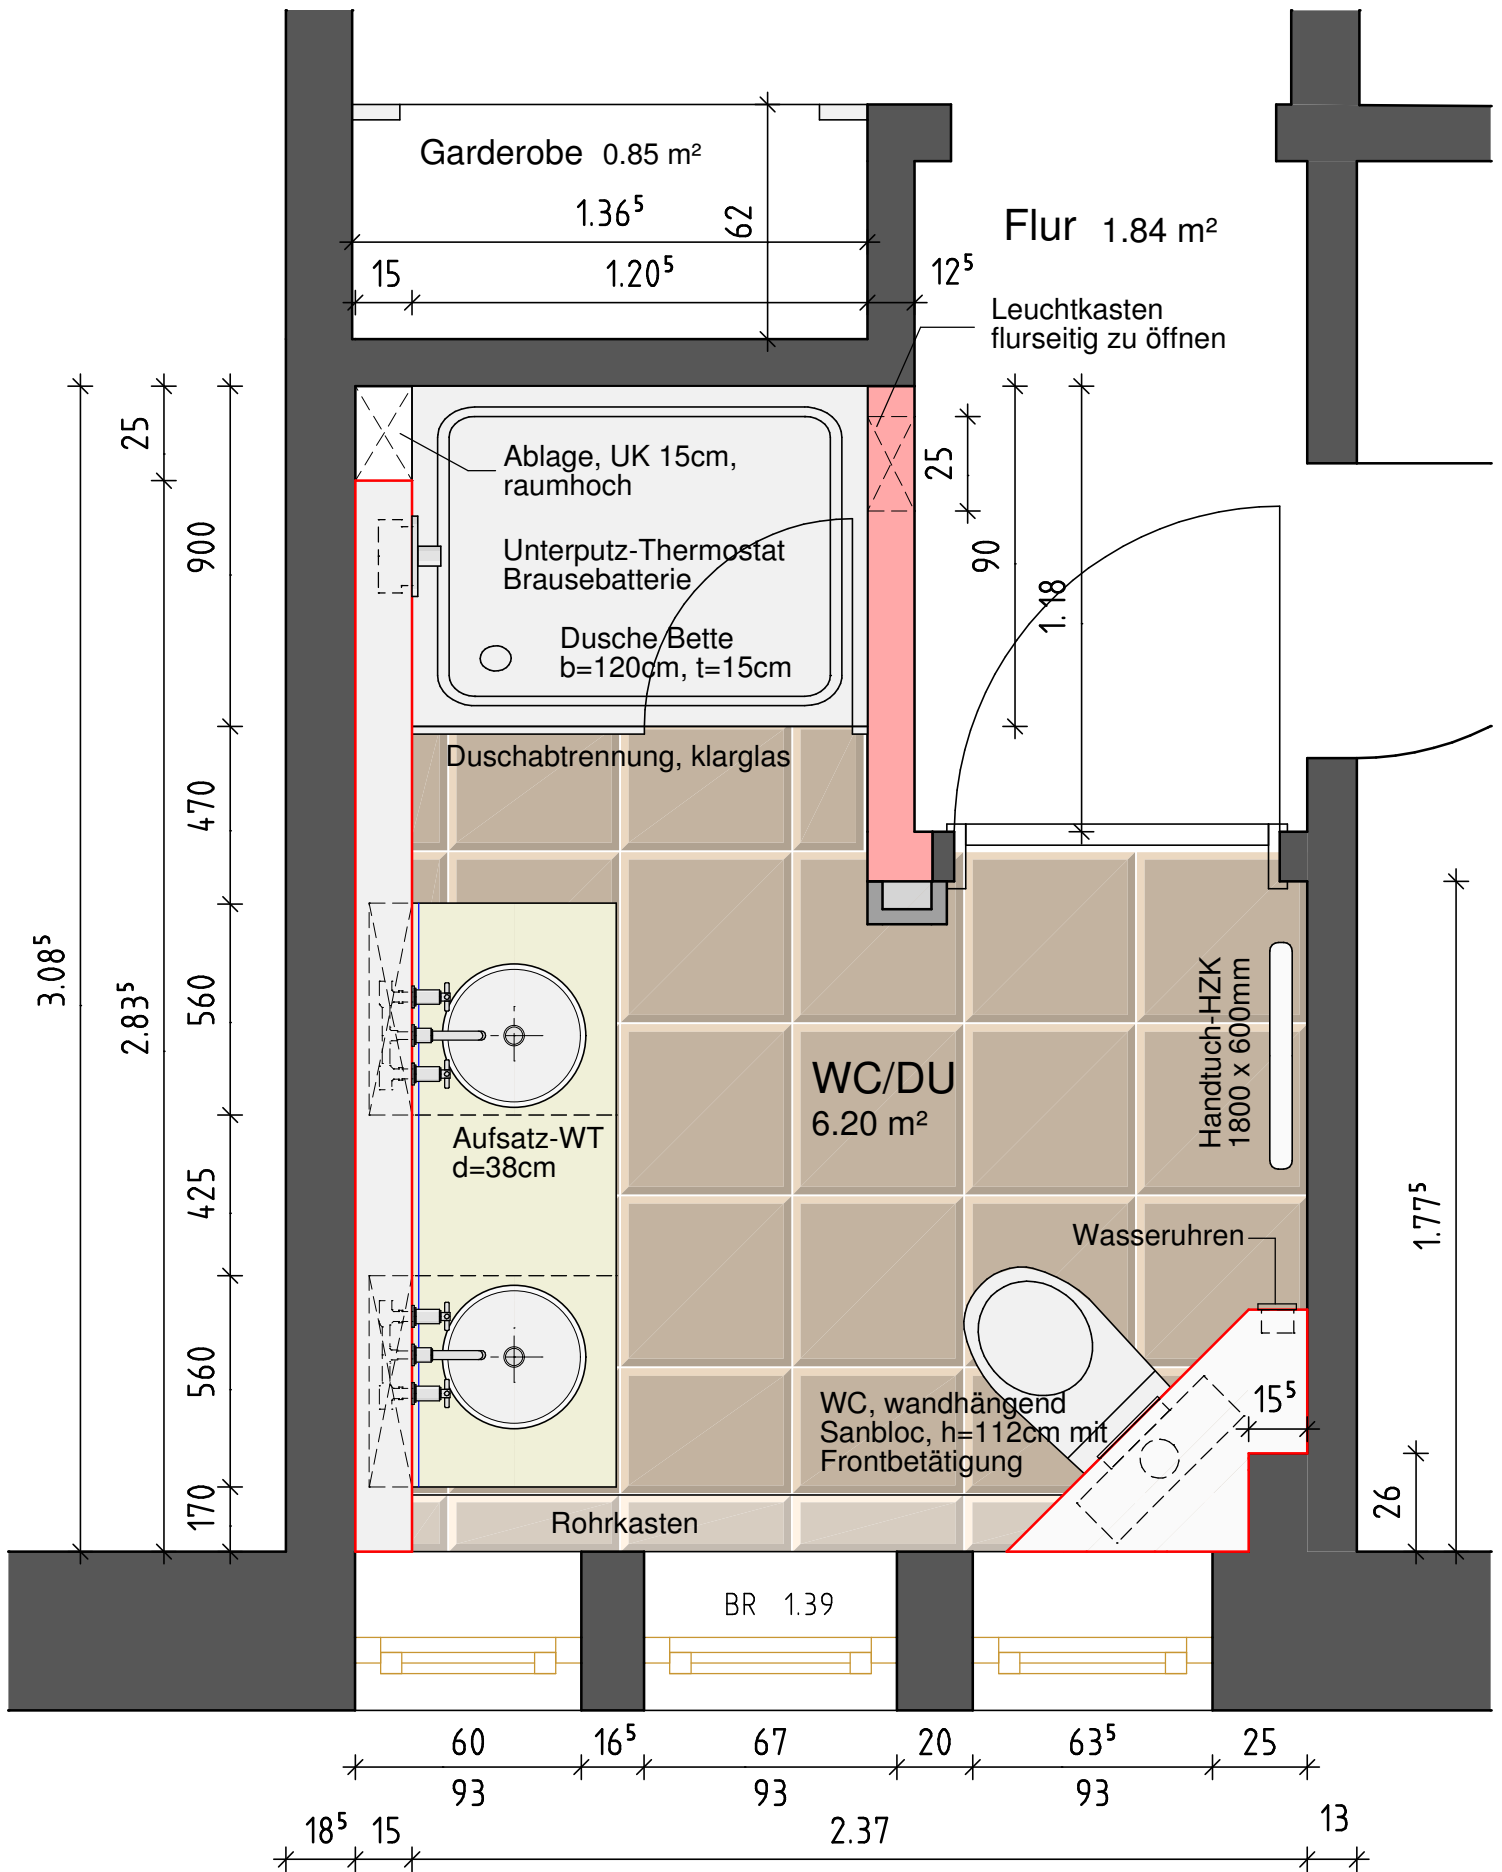 Garderobe 0.85 m²
1.36⁵
62
15
1.20⁵
12⁵
Flur 1.84 m²
Leuchtkasten
flurseitig zu öffnen
25
900
470
560
425
560
170
3.08⁵
2.83⁵
Ablage, UK 15cm,
raumhoch
Unterputz-Thermostat
Brausebatterie
Dusche Bette
b=120cm, t=15cm
Duschabtrennung, klarglas
25
90
1.18
Handtuch-HZK
1800 x 600mm
WC/DU
6.20 m²
Aufsatz-WT
d=38cm
Wasseruhren
1.77⁵
WC, wandhängend
Sanbloc, h=112cm mit
Frontbetätigung
15⁵
26
Rohrkasten
BR 1.39
60 16⁵ 67 20 63⁵ 25
93 93 93
18⁵ 15 2.37 13